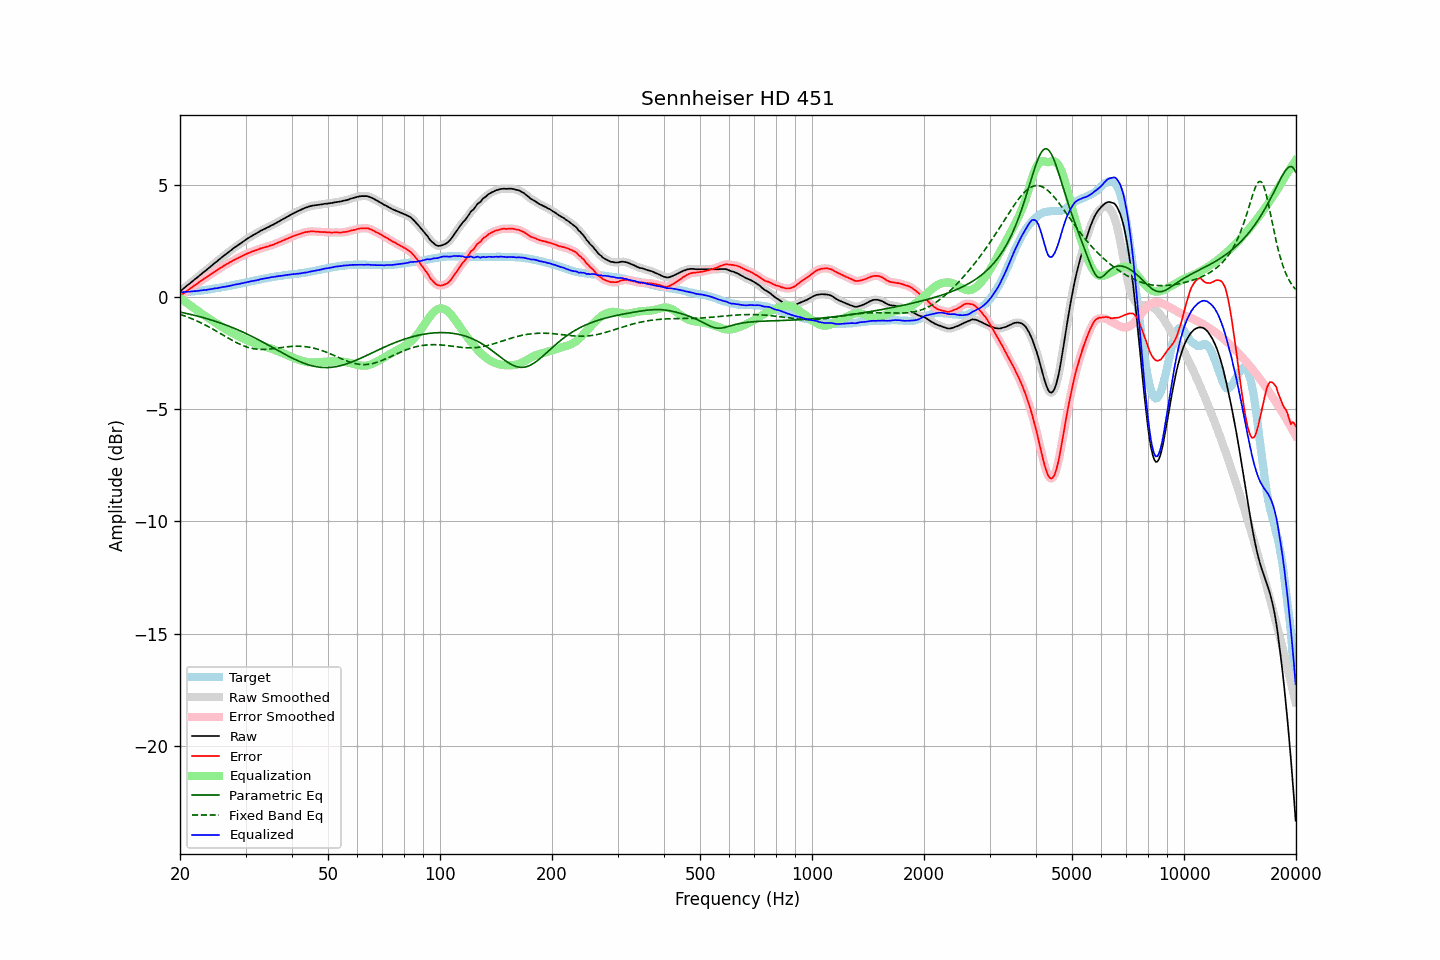 Sennheiser HD 451
Amplitude (dBr)
5
0
−5
−10
−15
−20
Target
Raw Smoothed
Error Smoothed
Raw
Error
Equalization
Parametric Eq
Fixed Band Eq
Equalized
20 50 100 200 500 1000 2000 5000 10000 20000
Frequency (Hz)